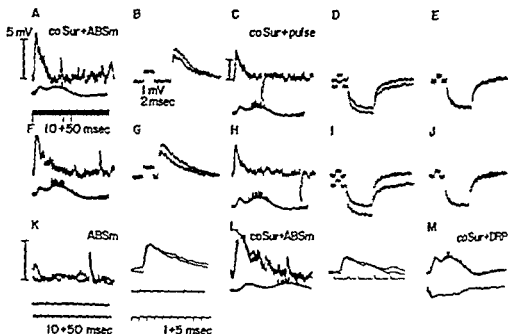 A B C D E
5 mV coSur+ABSm coSur+pulse
1 mV
2 msec
10+50 msec
F G H I J
K ABSm L coSur+ABSm M coSur+DRP
10+50 msec 1+5 msec